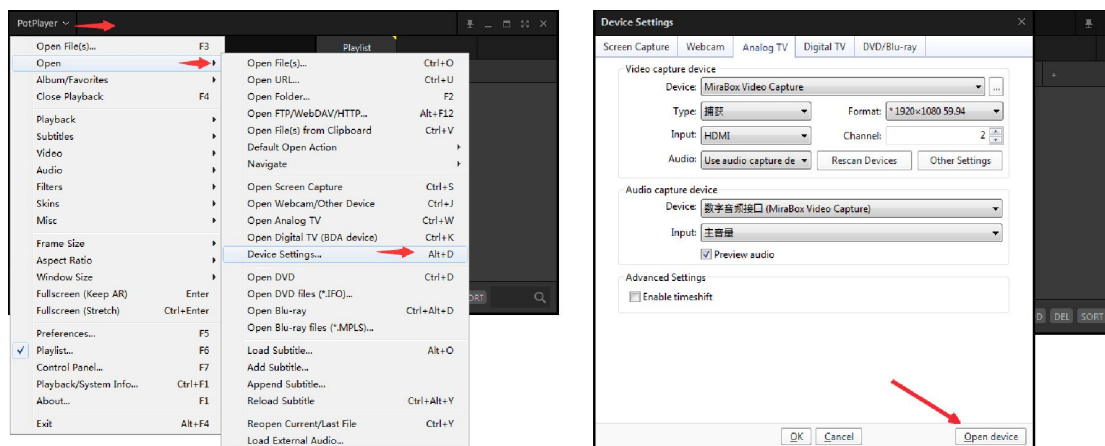 PotPlayer
Open File(s)... F3
Open
Album/Favorites
Close Playback F4
Playback
Subtitles
Video
Audio
Filters
Skins
Misc
Frame Size
Aspect Ratio
Window Size
Fullscreen (Keep AR) Enter
Fullscreen (Stretch) Ctrl+Enter
Preferences... F5
Playlist... F6
Control Panel... F7
Playback/System Info... Ctrl+F1
About... F1
Exit Alt+F4
Playlist
Open File(s)... Ctrl+O
Open URL... Ctrl+U
Open Folder... F2
Open FTP/WebDAV/HTTP... Alt+F12
Open File(s) from Clipboard Ctrl+V
Default Open Action
Navigate
Open Screen Capture Ctrl+S
Open Webcam/Other Device Ctrl+J
Open Analog TV Ctrl+W
Open Digital TV (BDA device) Ctrl+K
Device Settings... Alt+D
Open DVD Ctrl+D
Open DVD files (*.IFO)...
Open Blu-ray Ctrl+Alt+D
Open Blu-ray files (*.MPLS)...
Load Subtitle... Alt+O
Add Subtitle...
Append Subtitle...
Reload Subtitle Ctrl+Alt+Y
Reopen Current/Last File Ctrl+Y
Load External Audio...
Device Settings
Screen Capture Webcam Analog TV Digital TV DVD/Blu-ray
Video capture device
Device: MiraBox Video Capture ...
Type: 捕获 Format: * 1920×1080 59.94
Input: HDMI Channel: 2
Audio: Use audio capture de Rescan Devices Other Settings
Audio capture device
Device: 数字音频接口 (MiraBox Video Capture)
Input: 主音量
Preview audio
Advanced Settings
Enable timeshift
OK Cancel Open device
DEL SORT